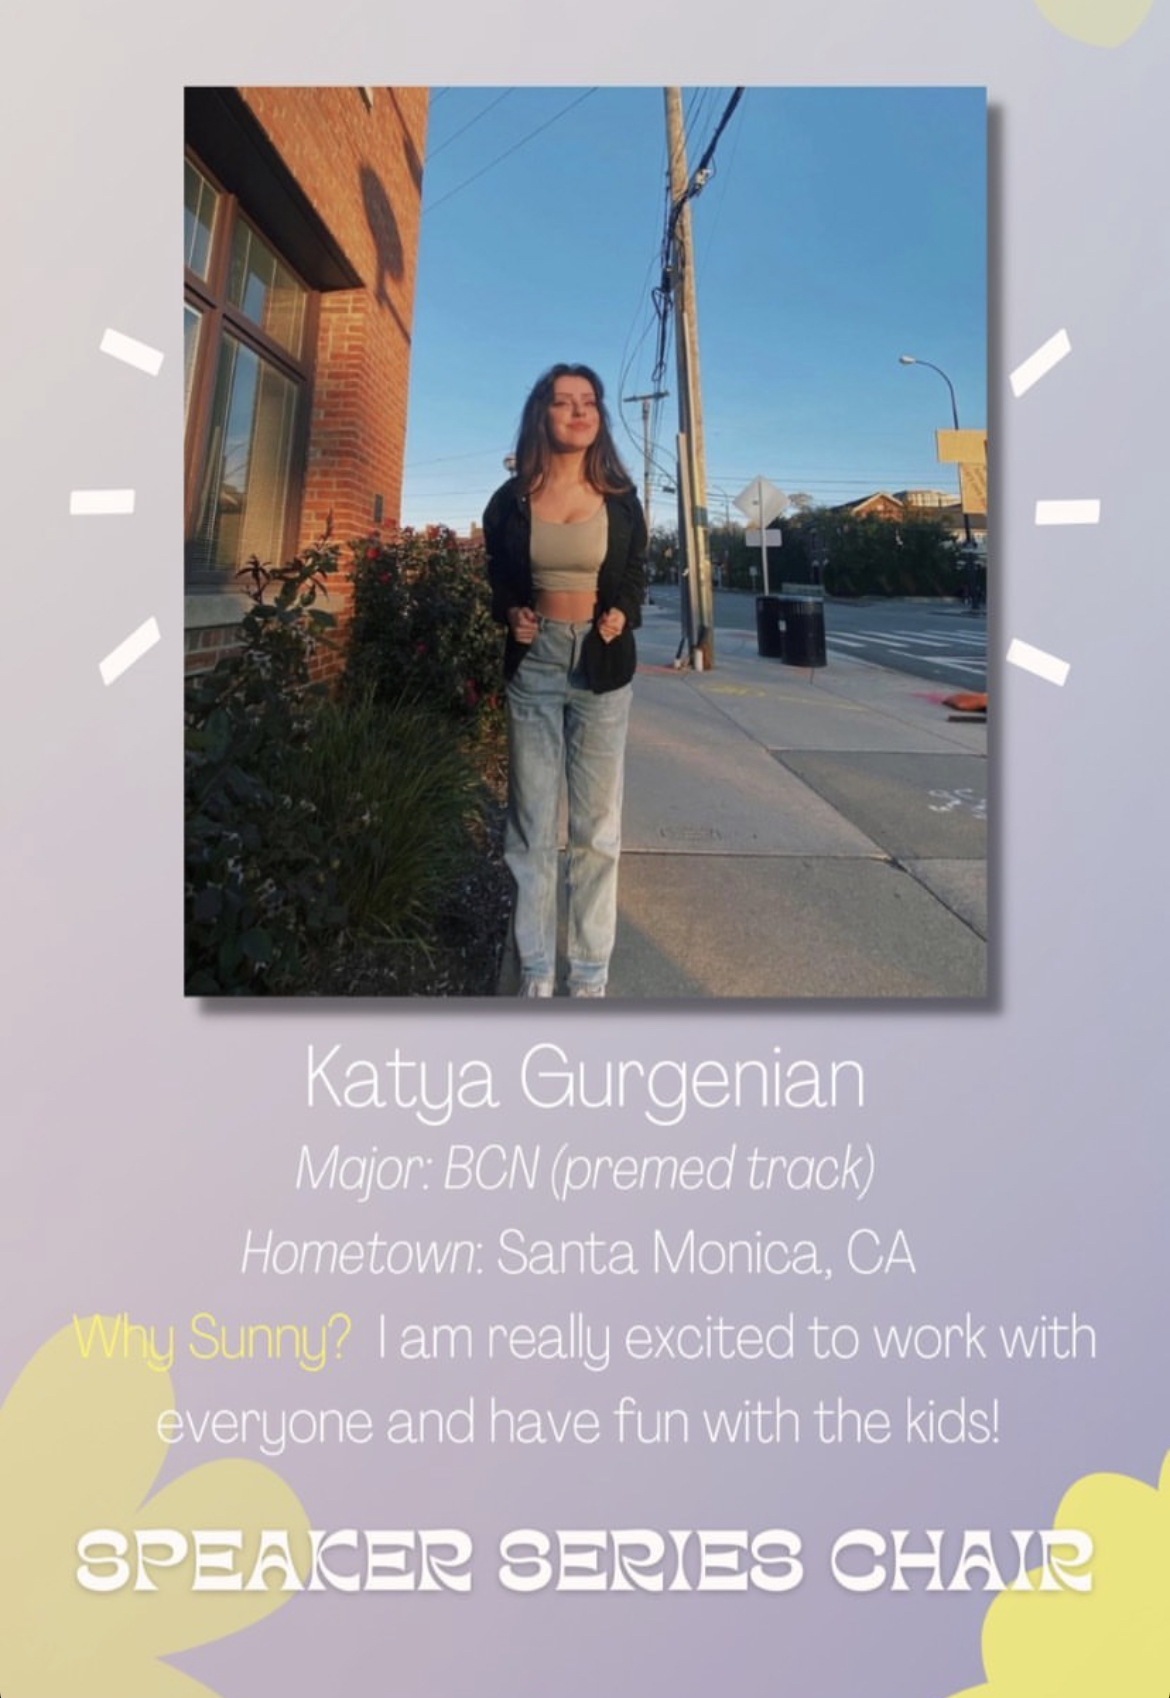 Katya Gurgenian
Major: BCN (premed track)
Hometown: Santa Monica, CA
Why Sunny? I am really excited to work with
everyone and have fun with the kids!
SPEAKER SERIES CHAIR